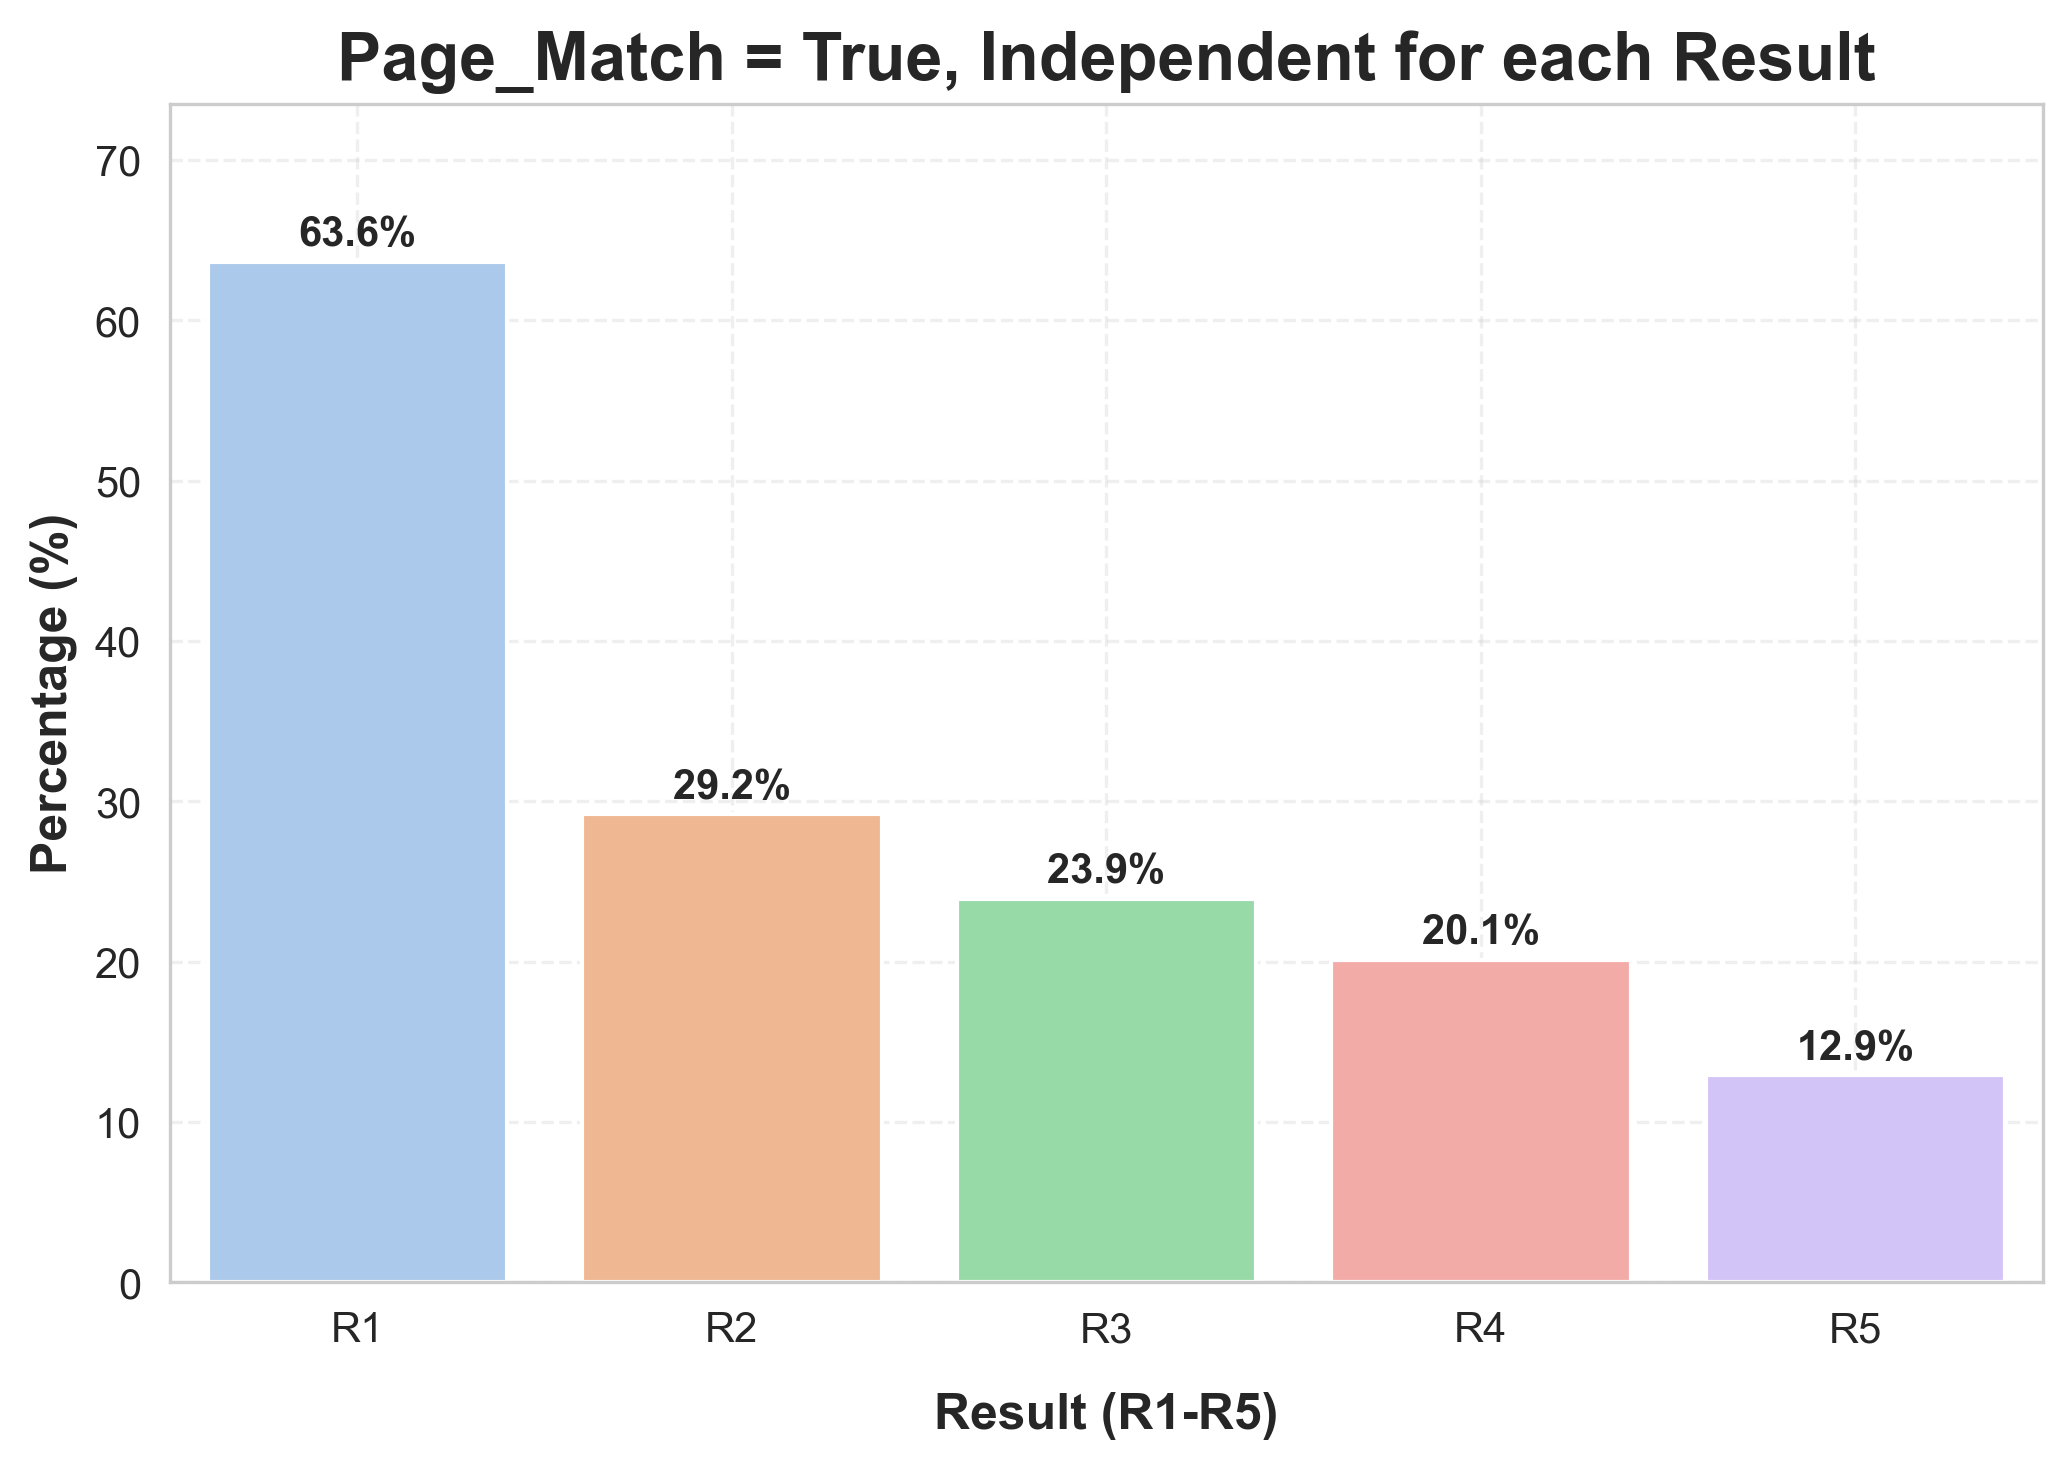 Page_Match = True, Independent for each Result
70
60
50
40
30
20
10
0
Percentage (%)
63.6%
29.2%
23.9%
20.1%
12.9%
R1
R2
R3
R4
R5
Result (R1-R5)